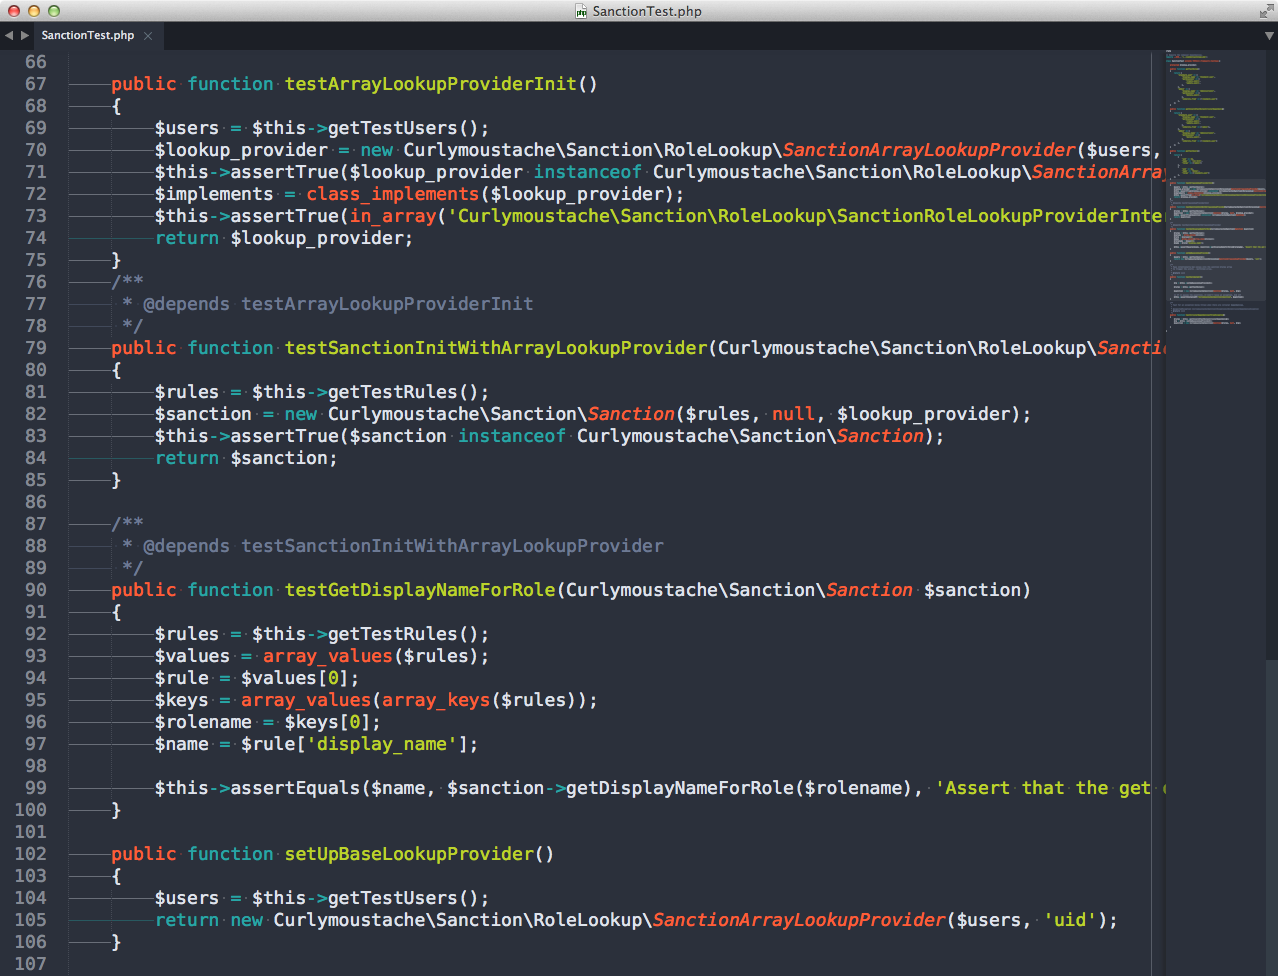 SanctionTest.php
SanctionTest.php
66
67 public function testArrayLookupProviderInit()
68 {
69 $users = $this->getTestUsers();
70 $lookup_provider = new Curlymoustache\Sanction\RoleLookup\SanctionArrayLookupProvider($users,
71 $this->assertTrue($lookup_provider instanceof Curlymoustache\Sanction\RoleLookup\SanctionArra
72 $implements = class_implements($lookup_provider);
73 $this->assertTrue(in_array('Curlymoustache\Sanction\RoleLookup\SanctionRoleLookupProviderInte
74 return $lookup_provider;
75 }
76 /**
77 * @depends testArrayLookupProviderInit
78 */
79 public function testSanctionInitWithArrayLookupProvider(Curlymoustache\Sanction\RoleLookup\Sancti
80 {
81 $rules = $this->getTestRules();
82 $sanction = new Curlymoustache\Sanction\Sanction($rules, null, $lookup_provider);
83 $this->assertTrue($sanction instanceof Curlymoustache\Sanction\Sanction);
84 return $sanction;
85 }
86
87 /**
88 * @depends testSanctionInitWithArrayLookupProvider
89 */
90 public function testGetDisplayNameForRole(Curlymoustache\Sanction\Sanction $sanction)
91 {
92 $rules = $this->getTestRules();
93 $values = array_values($rules);
94 $rule = $values[0];
95 $keys = array_values(array_keys($rules));
96 $rolename = $keys[0];
97 $name = $rule['display_name'];
98
99 $this->assertEquals($name, $sanction->getDisplayNameForRole($rolename), 'Assert that the get
100 }
101
102 public function setUpBaseLookupProvider()
103 {
104 $users = $this->getTestUsers();
105 return new Curlymoustache\Sanction\RoleLookup\SanctionArrayLookupProvider($users, 'uid');
106 }
107